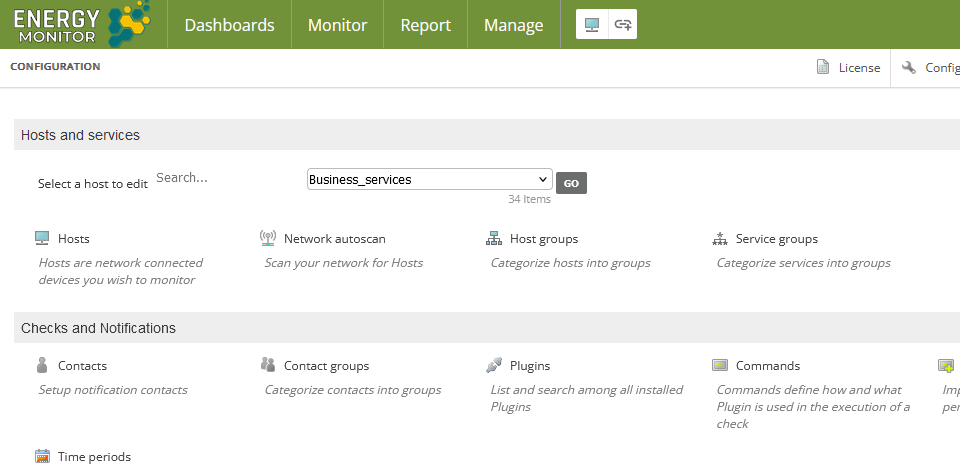 ENERGY
MONITOR
Dashboards Monitor Report Manage
CONFIGURATION License Config
Hosts and services
Select a host to edit Search... Business_services GO
34 Items
Hosts Network autoscan Host groups Service groups
Hosts are network connected Scan your network for Hosts Categorize hosts into groups Categorize services into groups
devices you wish to monitor
Checks and Notifications
Contacts Contact groups Plugins Commands
Setup notification contacts Categorize contacts into groups List and search among all installed Commands define how and what Imp
Plugins Plugin is used in the execution of a per
check
Time periods